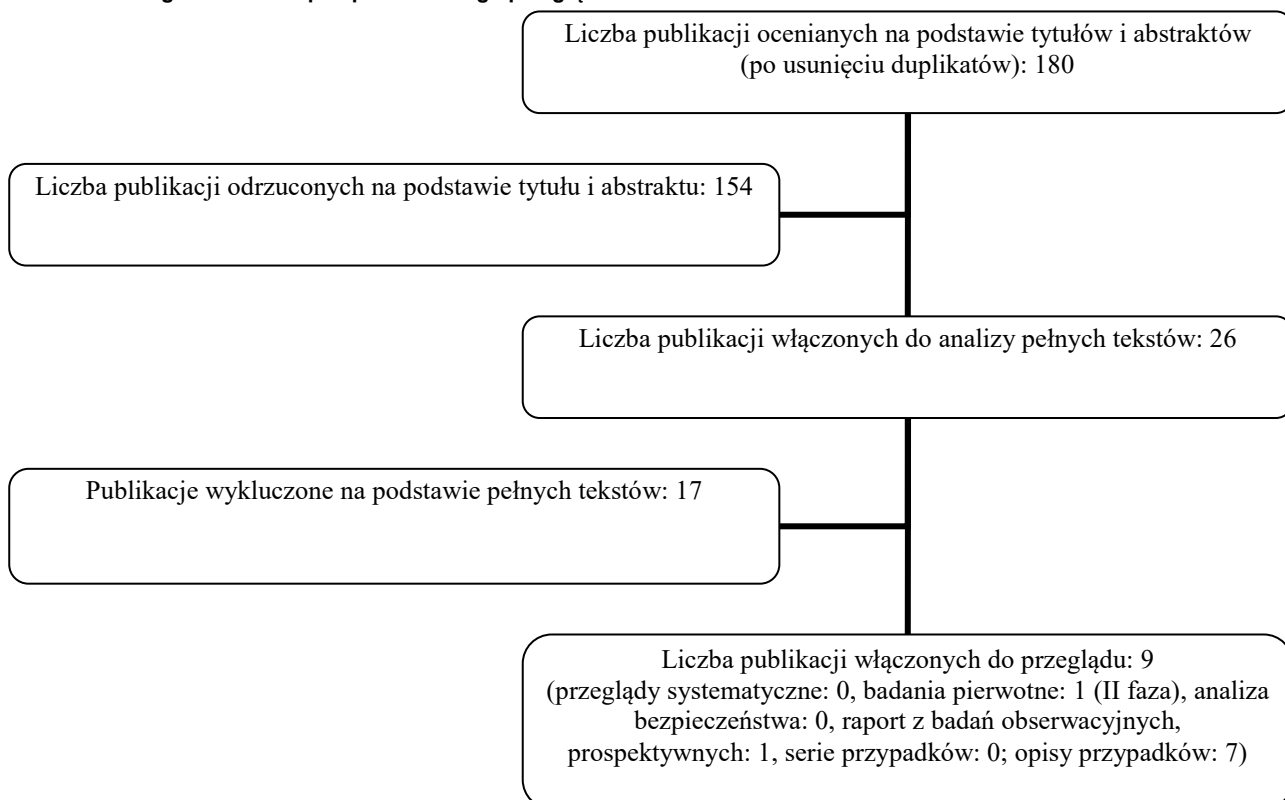 Liczba publikacji ocenianych na podstawie tytułów i abstraktów
(po usunięciu duplikatów): 180
Liczba publikacji odrzuconych na podstawie tytułu i abstraktu: 154
Liczba publikacji włączonych do analizy pełnych tekstów: 26
Publikacje wykluczone na podstawie pełnych tekstów: 17
Liczba publikacji włączonych do przeglądu: 9
(przeglądy systematyczne: 0, badania pierwotne: 1 (II faza), analiza
bezpieczeństwa: 0, raport z badań obserwacyjnych,
prospektywnych: 1, serie przypadków: 0; opisy przypadków: 7)